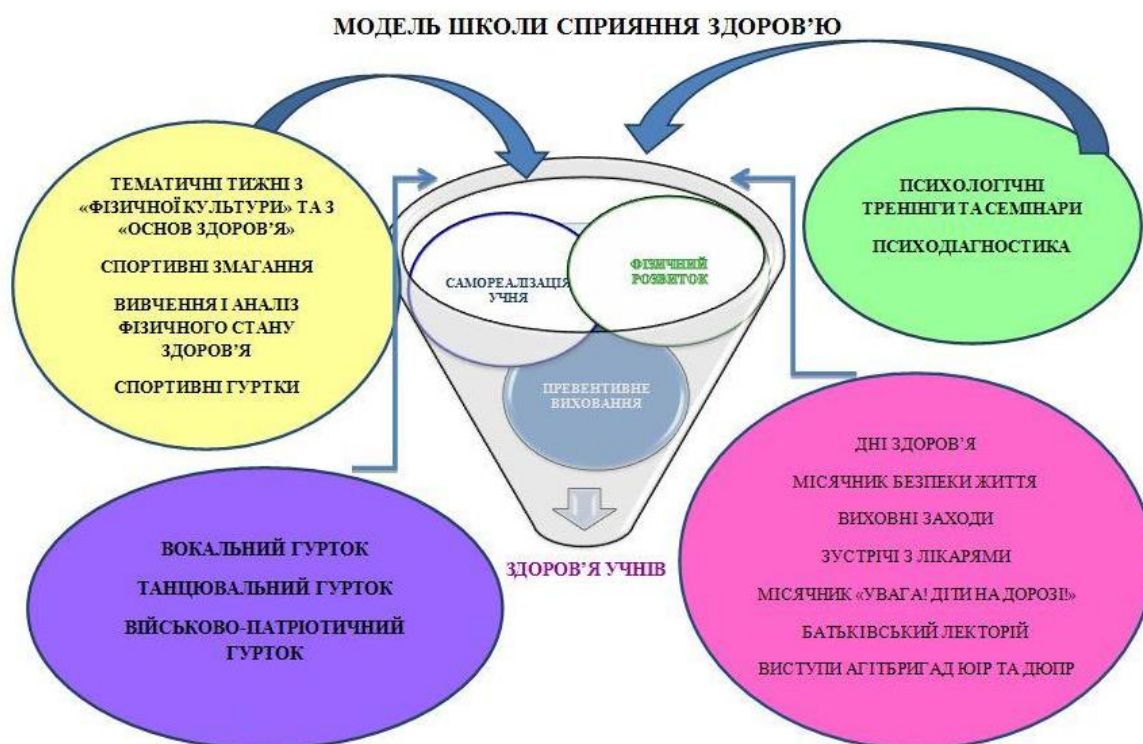 МОДЕЛЬ ШКОЛИ СПРИЯННЯ ЗДОРОВ’Ю
ТЕМАТИЧНІ ТИЖНІ З
«ФІЗИЧНОЇ КУЛЬТУРИ» ТА З
«ОСНОВ ЗДОРОВ’Я»
СПОРТИВНІ ЗМАГАННЯ
ВИВЧЕННЯ І АНАЛІЗ
ФІЗИЧНОГО СТАНУ
ЗДОРОВ’Я
СПОРТИВНІ ГУРТКИ
ПСИХОЛОГІЧНІ
ТРЕНІНГИ ТА СЕМІНАРИ
ПСИХОДІАГНОСТИКА
САМОРЕАЛІЗАЦІЯ
УЧНЯ
ФІЗИЧНИЙ
РОЗВИТОК
ПРЕВЕНТИВНЕ
ВИХОВАННЯ
ЗДОРОВ’Я УЧНІВ
ВОКАЛЬНИЙ ГУРТОК
ТАНЦЮВАЛЬНИЙ ГУРТОК
ВІЙСЬКОВО-ПАТРІОТИЧНИЙ
ГУРТОК
ДНІ ЗДОРОВ’Я
МІСЯЧНИК БЕЗПЕКИ ЖИТТЯ
ВИХОВНІ ЗАХОДИ
ЗУСТРІЧІ З ЛІКАРЯМИ
МІСЯЧНИК «УВАГА! ДІТИ НА ДОРОЗІ!»
БАТЬКІВСЬКИЙ ЛЕКТОРІЙ
ВИСТУПИ АГІТБРИГАД ЮІР ТА ДЮПР